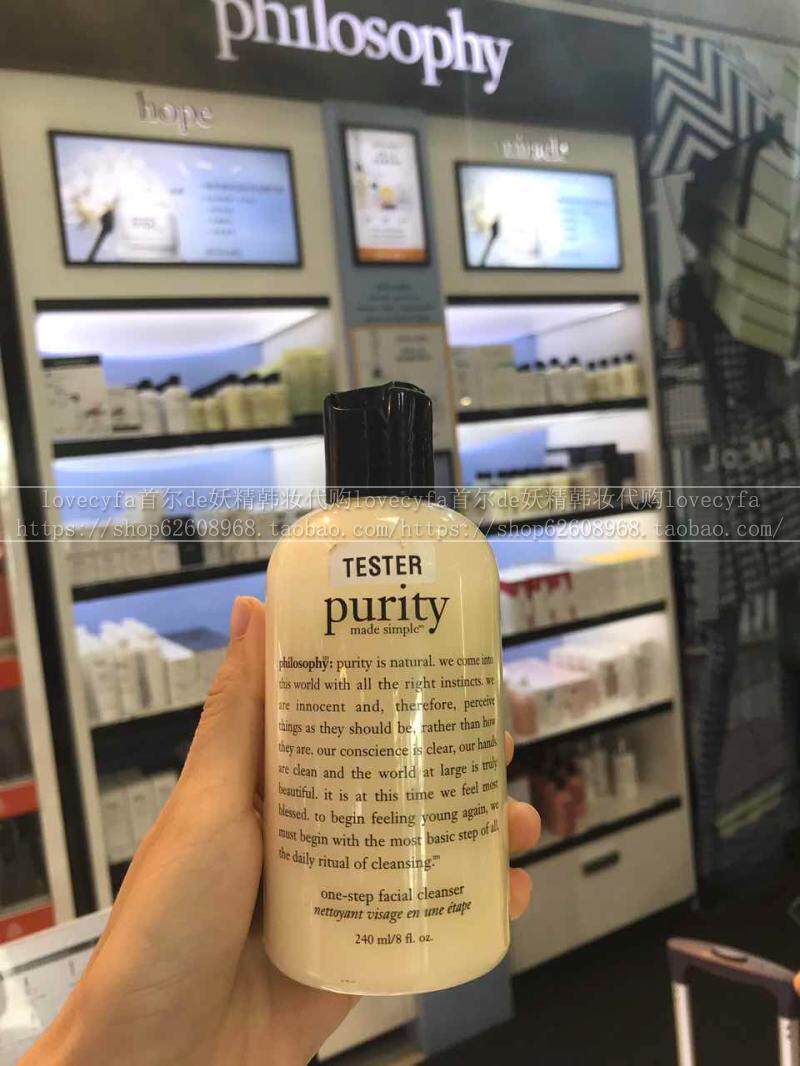 philosophy
hope
Jo MA
lovecyfa首尔de妖精韩妆代购lovecyfa首尔de妖精韩妆代购lovecyfa
https://shop62608968.taobao.com/https://shop62608968.taobao.com/
TESTER
purity
made simple
philosophy: purity is natural. we come into
this world with all the right instincts. we
are innocent and, therefore, perceive
things as they should be, rather than how
they are. our conscience is clear, our hands
are clean and the world at large is truly
beautiful. it is at this time we feel most
blessed. to begin feeling young again, we
must begin with the most basic step of all,
the daily ritual of cleansing.
one-step facial cleanser
nettoyant visage en une étape
240 ml/8 fl. oz.